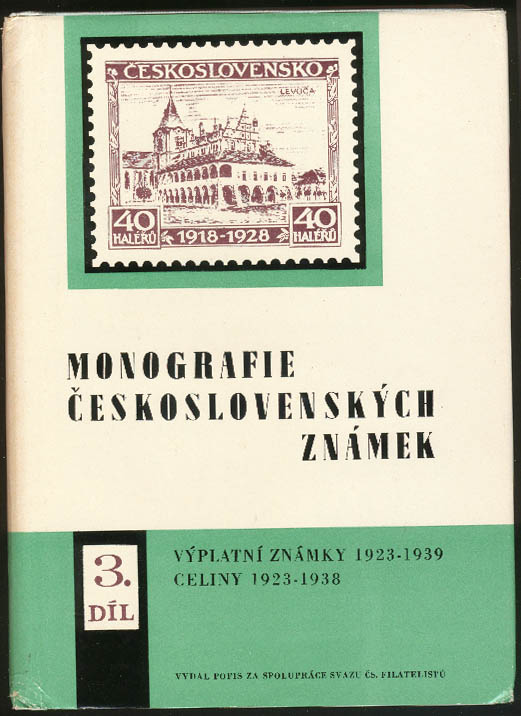 ČESKOSLOVENSKO
LEVOČA
40 HALÉŘŮ
1918-1928
40 HALÉŘŮ
MONOGRAFIE
ČESKOSLOVENSKÝCH
ZNÁMEK
3. DÍL
VÝPLATNÍ ZNÁMKY 1923-1939
CELINY 1923-1938
VYDAL POFIS ZA SPOLUPRÁCE SVAZU ČS. FILATELISTŮ